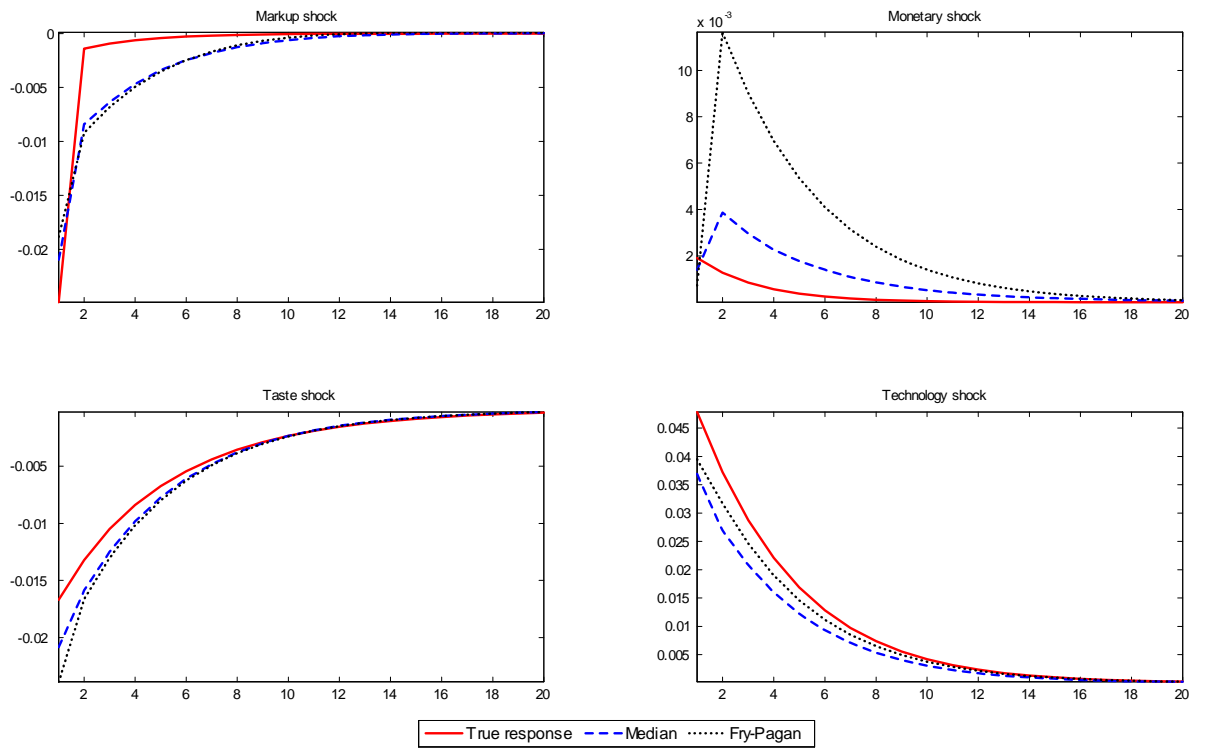 Markup shock
0
-0.005
-0.01
-0.015
-0.02
2 4 6 8 10 12 14 16 18 20
Monetary shock
x 10^-3
10
8
6
4
2
2 4 6 8 10 12 14 16 18 20
Taste shock
-0.005
-0.01
-0.015
-0.02
2 4 6 8 10 12 14 16 18 20
Technology shock
0.045
0.04
0.035
0.03
0.025
0.02
0.015
0.01
0.005
2 4 6 8 10 12 14 16 18 20
True response Median Fry-Pagan